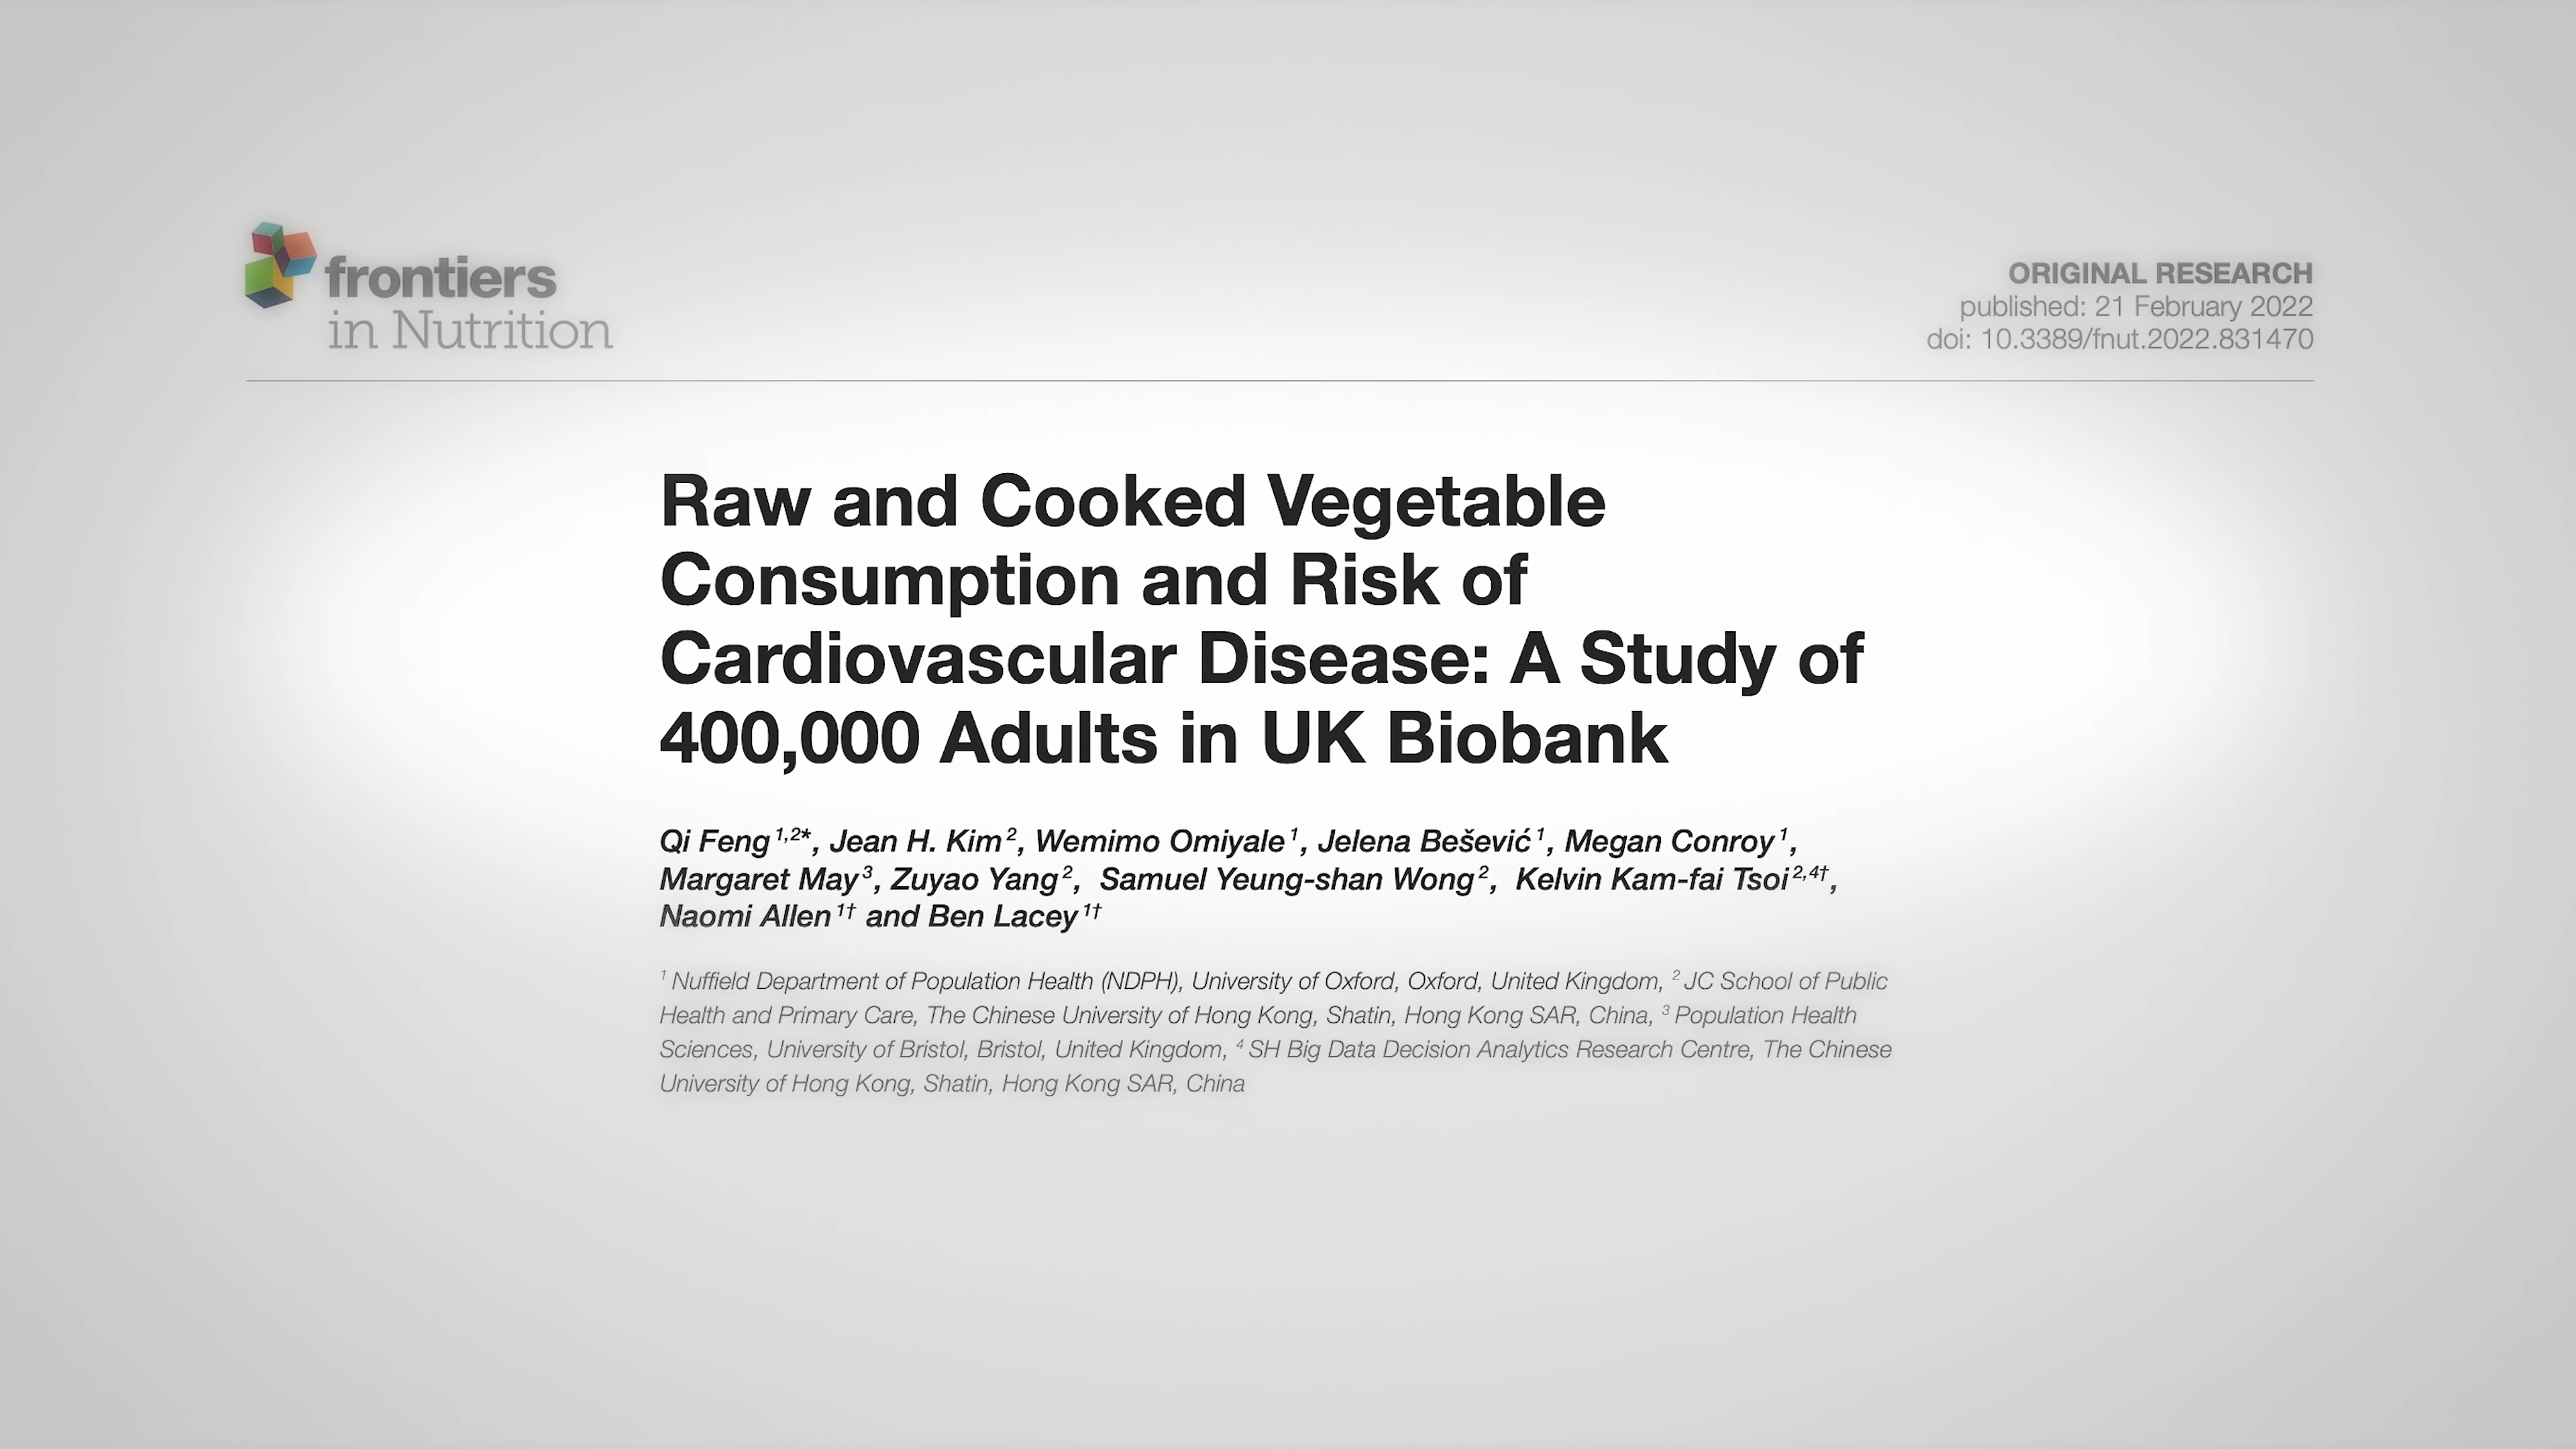 frontiers
in Nutrition
ORIGINAL RESEARCH
published: 21 February 2022
doi: 10.3389/fnut.2022.831470
Raw and Cooked Vegetable
Consumption and Risk of
Cardiovascular Disease: A Study of
400,000 Adults in UK Biobank
Qi Feng 1,2*, Jean H. Kim 2, Wemimo Omiyale 1, Jelena Bešević 1, Megan Conroy 1,
Margaret May 3, Zuyao Yang 2, Samuel Yeung-shan Wong 2, Kelvin Kam-fai Tsoi 2,4†,
Naomi Allen 1† and Ben Lacey 1†
1 Nuffield Department of Population Health (NDPH), University of Oxford, Oxford, United Kingdom, 2 JC School of Public
Health and Primary Care, The Chinese University of Hong Kong, Shatin, Hong Kong SAR, China, 3 Population Health
Sciences, University of Bristol, Bristol, United Kingdom, 4 SH Big Data Decision Analytics Research Centre, The Chinese
University of Hong Kong, Shatin, Hong Kong SAR, China